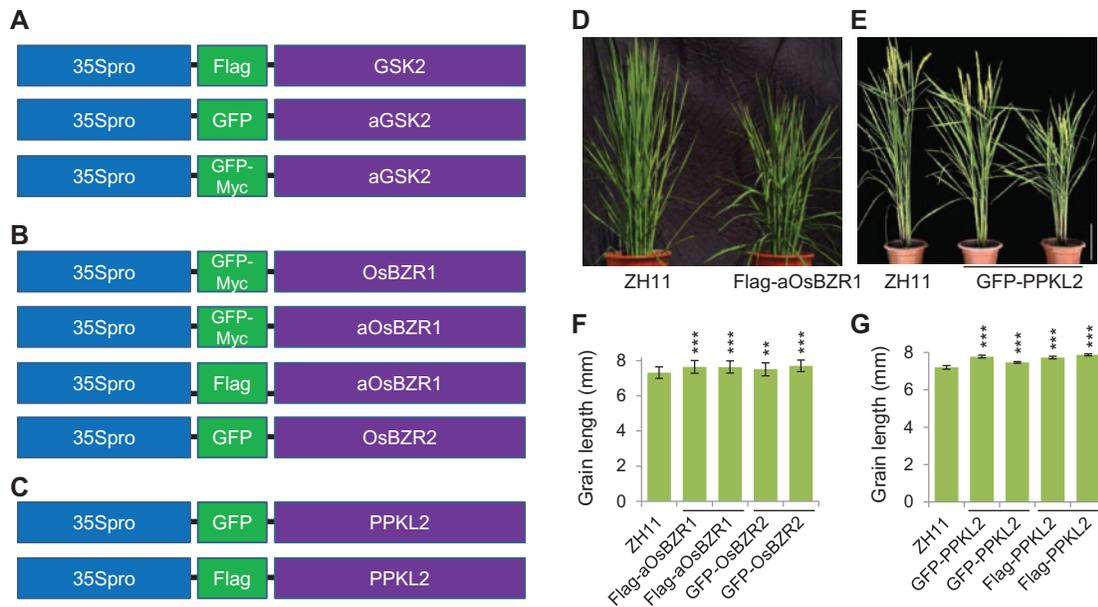 A
35Spro Flag GSK2
35Spro GFP aGSK2
35Spro GFP-
Myc aGSK2
B
35Spro GFP-
Myc OsBZR1
35Spro GFP-
Myc aOsBZR1
35Spro Flag aOsBZR1
35Spro GFP OsBZR2
C
35Spro GFP PPKL2
35Spro Flag PPKL2
D
ZH11 Flag-aOsBZR1
E
ZH11 GFP-PPKL2
F
Grain length (mm)
8
6
4
2
0
*** *** ** ***
ZH11
Flag-aOsBZR1
Flag-aOsBZR1
GFP-OsBZR2
GFP-OsBZR2
G
Grain length (mm)
8
6
4
2
0
*** *** *** ***
ZH11
GFP-PPKL2
GFP-PPKL2
Flag-PPKL2
Flag-PPKL2